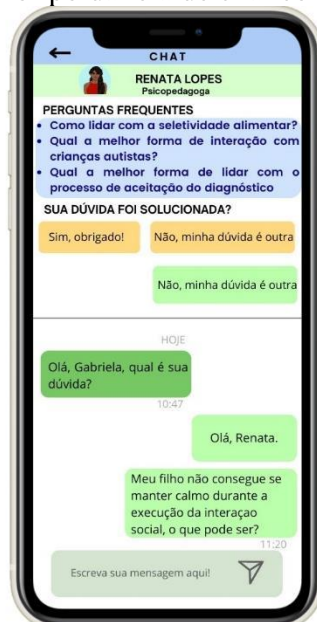 CHAT
RENATA LOPES
Psicopedagoga
PERGUNTAS FREQUENTES
• Como lidar com a seletividade alimentar?
• Qual a melhor forma de interação com
crianças autistas?
• Qual a melhor forma de lidar com o
processo de aceitação do diagnóstico
SUA DÚVIDA FOI SOLUCIONADA?
Sim, obrigado!
Não, minha dúvida é outra
Não, minha dúvida é outra
HOJE
Olá, Gabriela, qual é sua
dúvida?
10:47
Olá, Renata.
Meu filho não consegue se
manter calmo durante a
execução da interaçao
social, o que pode ser?
11:20
Escreva sua mensagem aqui!